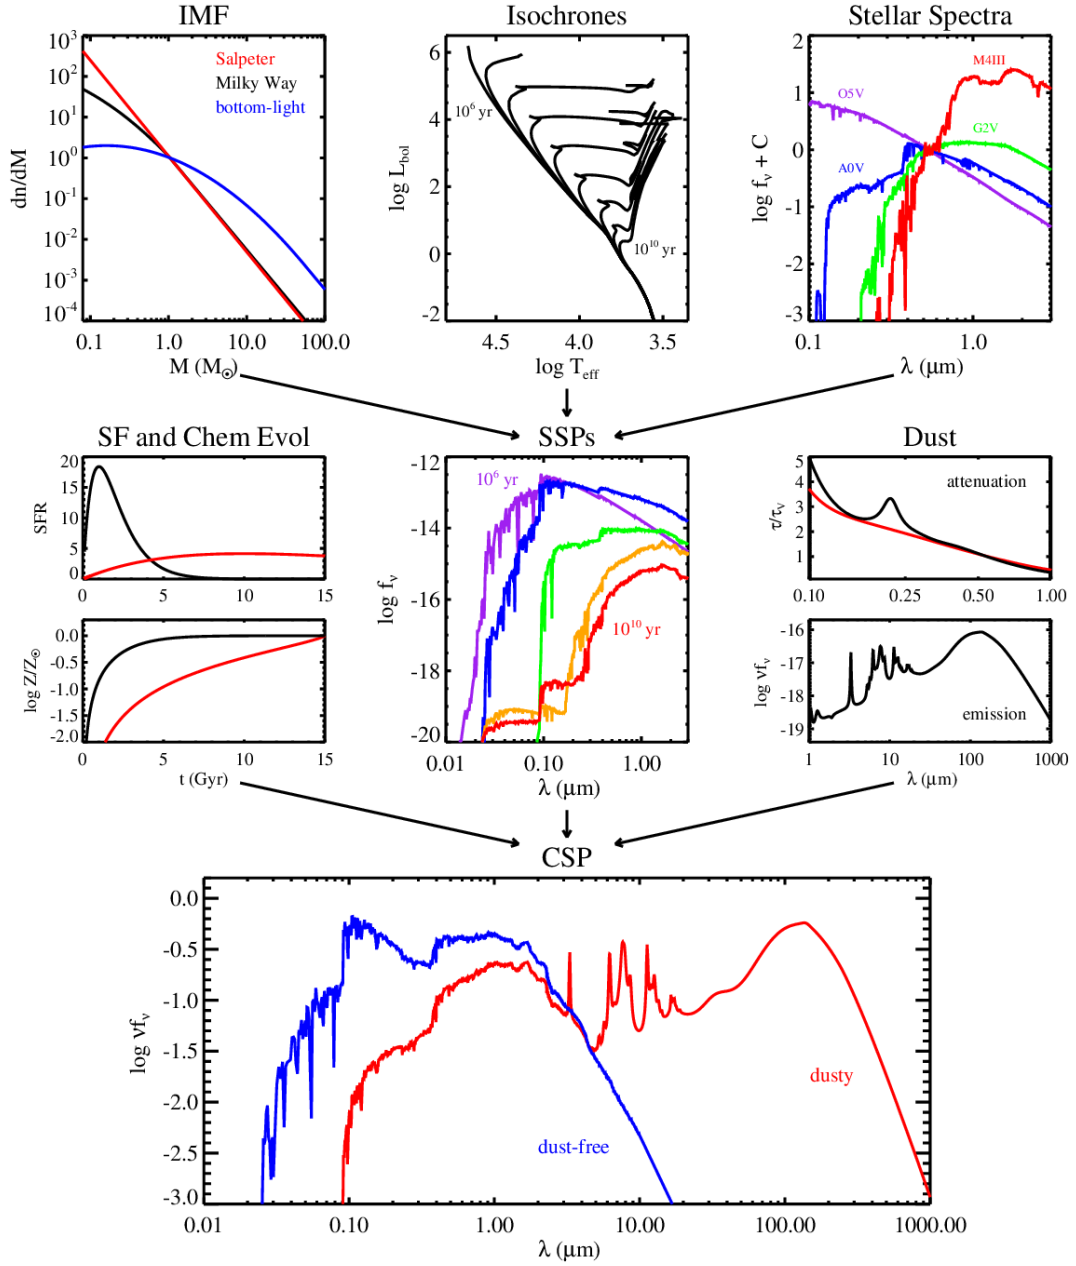 IMF
Isochrones
Stellar Spectra
dn/dM
10³
10²
10¹
10⁰
10⁻¹
10⁻²
10⁻³
10⁻⁴
Salpeter
Milky Way
bottom-light
0.1
1.0
10.0
100.0
M (M☉)
log L_bol
6
4
2
0
-2
10⁶ yr
10¹⁰ yr
4.5
4.0
3.5
log T_eff
log f_ν + C
2
1
0
-1
-2
-3
M4III
O5V
G2V
A0V
0.1
1.0
λ (μm)
SF and Chem Evol
SSPs
Dust
SFR
20
15
10
5
0
0
5
10
15
log Z/Z☉
0.0
-0.5
-1.0
-1.5
-2.0
0
5
10
15
t (Gyr)
log f_ν
-12
-14
-16
-18
-20
10⁶ yr
10¹⁰ yr
0.01
0.10
1.00
λ (μm)
τ/τ_V
5
4
3
2
1
attenuation
0.10
0.25
0.50
1.00
log νf_ν
-16
-17
-18
-19
emission
1
10
100
1000
λ (μm)
CSP
log νf_ν
0.0
-0.5
-1.0
-1.5
-2.0
-2.5
-3.0
dusty
dust-free
0.01
0.10
1.00
10.00
100.00
1000.00
λ (μm)